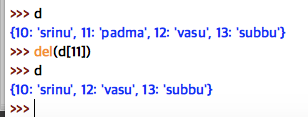 >>> d
{10: 'srinu', 11: 'padma', 12: 'vasu', 13: 'subbu'}
>>> del(d[11])
>>> d
{10: 'srinu', 12: 'vasu', 13: 'subbu'}
>>>